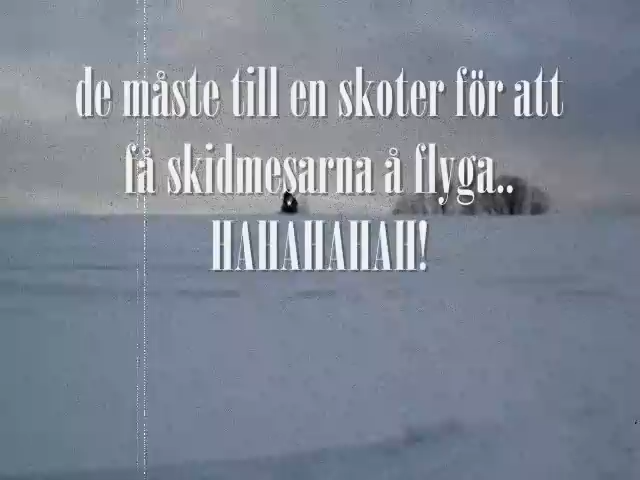 de måste till en skoter för att
få skidmesarna å flyga..
HAHAHAHAH!